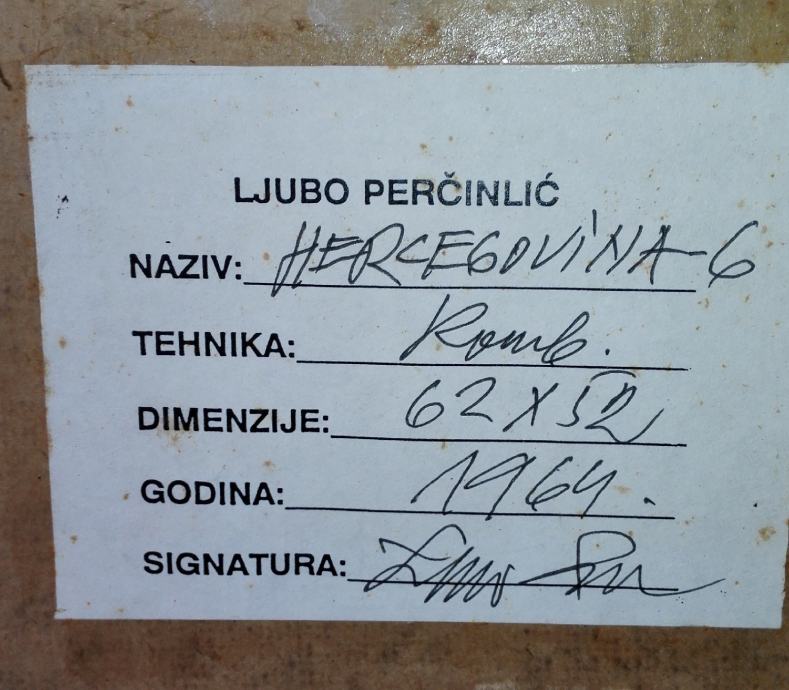 LJUBO PERČINLIĆ
NAZIV: HERCEGOVINA-6
TEHNIKA: Komb.
DIMENZIJE: 62 X 52
GODINA: 1964.
SIGNATURA: